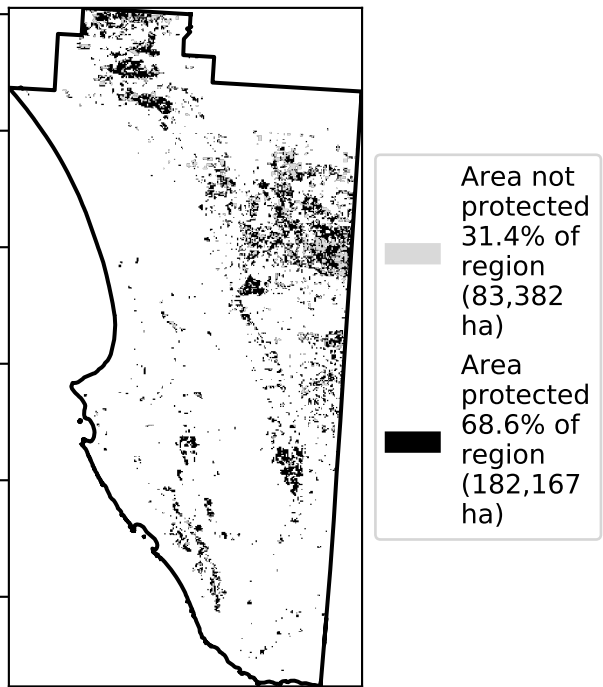 Area not
protected
31.4% of
region
(83,382
ha)
Area
protected
68.6% of
region
(182,167
ha)